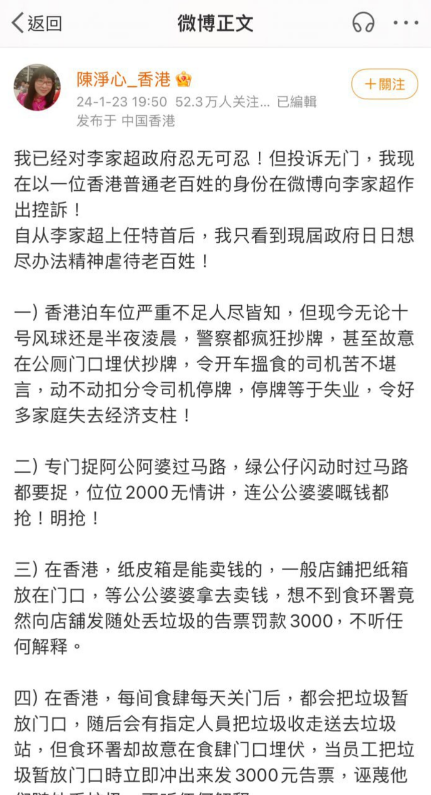 返回
微博正文
陳淨心_香港
＋關注
24-1-23 19:50 52.3万人关注... 已編輯
发布于 中国香港
我已经对李家超政府忍无可忍！但投诉无门，我现
在以一位香港普通老百姓的身份在微博向李家超作
出控訴！
自从李家超上任特首后，我只看到現屆政府日日想
尽办法精神虐待老百姓！
一) 香港泊车位严重不足人尽皆知，但现今无论十
号风球还是半夜淩晨，警察都疯狂抄牌，甚至故意
在公厕门口埋伏抄牌，令开车搵食的司机苦不堪
言，动不动扣分令司机停牌，停牌等于失业，令好
多家庭失去经济支柱！
二) 专门捉阿公阿婆过马路，绿公仔闪动时过马路
都要捉，位位2000无情讲，连公公婆婆嘅钱都
抢！明抢！
三) 在香港，纸皮箱是能卖钱的，一般店鋪把纸箱
放在门口，等公公婆婆拿去卖钱，想不到食环署竟
然向店舖发随处丢垃圾的告票罚款3000，不听任
何解释。
四) 在香港，每间食肆每天关门后，都会把垃圾暂
放门口，随后会有指定人員把垃圾收走送去垃圾
站，但食环署却故意在食肆门口埋伏，当员工把垃
圾暂放门口時立即冲出来发3000元告票，诬蔑他